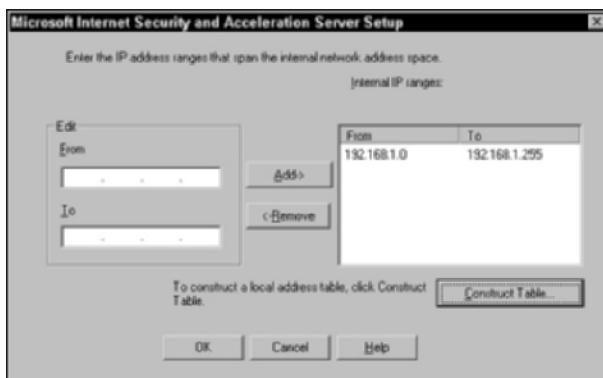 Microsoft Internet Security and Acceleration Server Setup
Enter the IP address ranges that span the internal network address space.
Internal IP ranges:
Edit
From
To
Add->
<-Remove
From To
192.168.1.0 192.168.1.255
To construct a local address table, click Construct
Table.
Construct Table...
OK Cancel Help